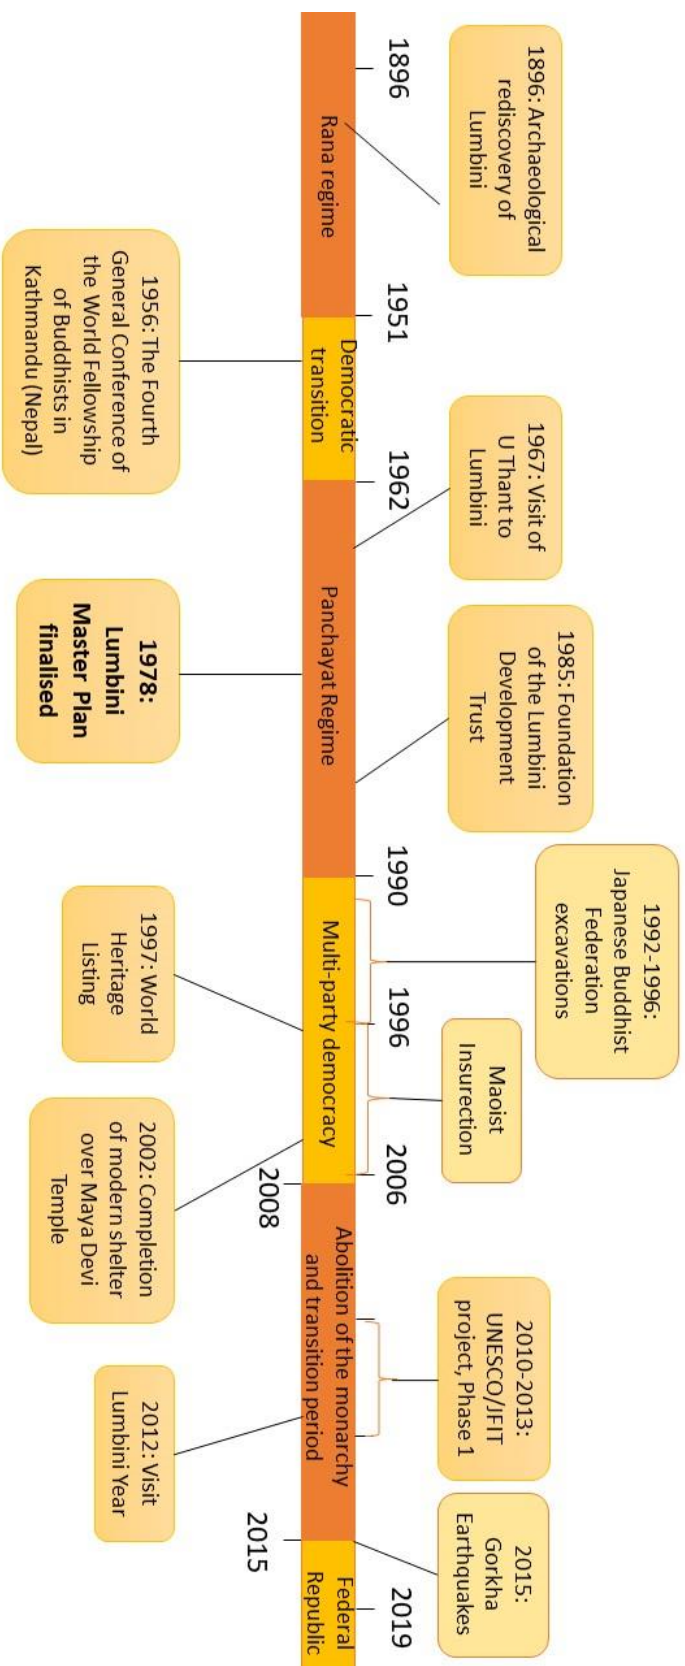 1896: Archaeological
rediscovery of
Lumbini
1967: Visit of
U Thant to
Lumbini
1985: Foundation
of the Lumbini
Development
Trust
1992-1996:
Japanese Buddhist
Federation
excavations
Maoist
Insurection
2010-2013:
UNESCO/JFIT
project, Phase 1
2015:
Gorkha
Earthquakes
1896
1951
1962
1990
1996
2006
2019
Rana regime
Democratic
transition
Panchayat Regime
Multi-party democracy
Abolition of the monarchy
and transition period
Federal
Republic
2008
2015
1956: The Fourth
General Conference of
the World Fellowship
of Buddhists in
Kathmandu (Nepal)
1978:
Lumbini
Master Plan
finalised
1997: World
Heritage
Listing
2002: Completion
of modern shelter
over Maya Devi
Temple
2012: Visit
Lumbini Year